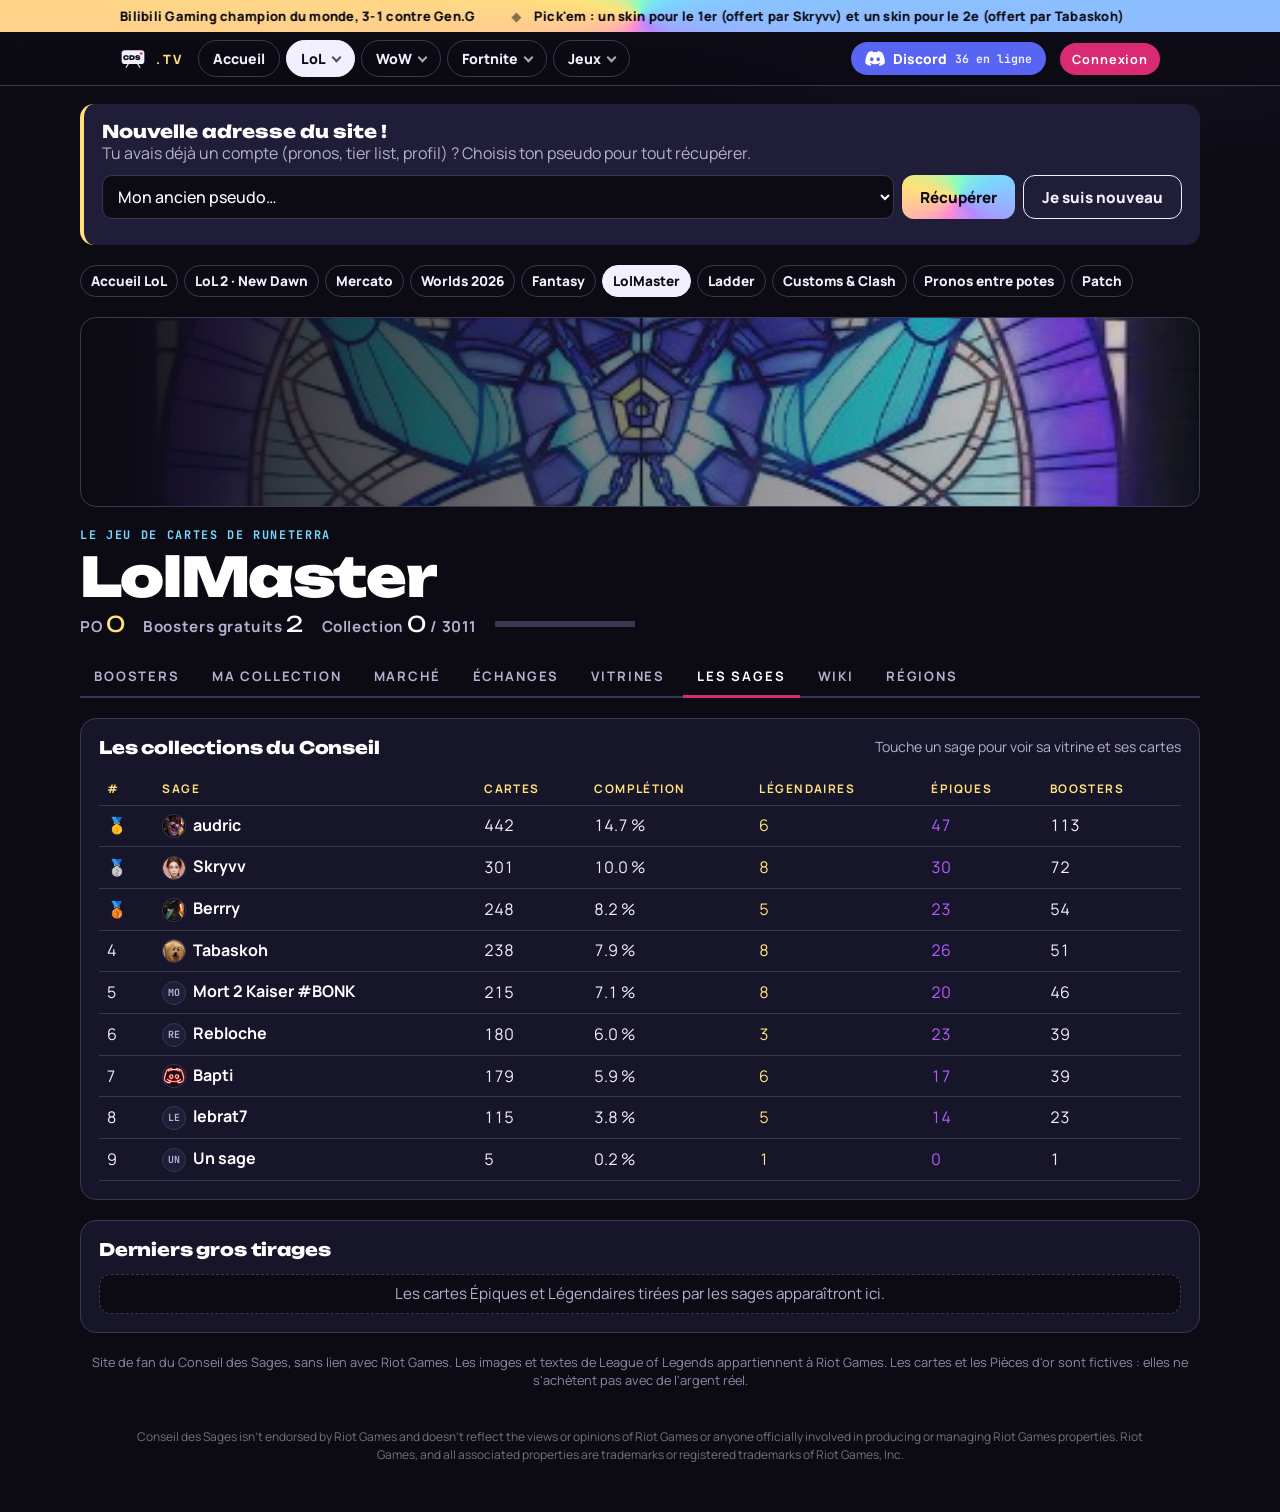 Bilibili Gaming champion du monde, 3-1 contre Gen.G ◆ Pick'em : un skin pour le 1er (offert par Skryvv) et un skin pour le 2e (offert par Tabaskoh)
CDS .TV Accueil LoL WoW Fortnite Jeux Discord 36 en ligne Connexion
Nouvelle adresse du site !
Tu avais déjà un compte (pronos, tier list, profil) ? Choisis ton pseudo pour tout récupérer.
Mon ancien pseudo... Récupérer Je suis nouveau
Accueil LoL LoL 2 · New Dawn Mercato Worlds 2026 Fantasy LolMaster Ladder Customs & Clash Pronos entre potes Patch
LE JEU DE CARTES DE RUNETERRA
LolMaster
PO 0 Boosters gratuits 2 Collection 0 / 3011
BOOSTERS MA COLLECTION MARCHÉ ÉCHANGES VITRINES LES SAGES WIKI RÉGIONS
Les collections du Conseil Touche un sage pour voir sa vitrine et ses cartes
# SAGE CARTES COMPLÉTION LÉGENDAIRES ÉPIQUES BOOSTERS
🥇 audric 442 14.7 % 6 47 113
🥈 Skryvv 301 10.0 % 8 30 72
🥉 Berrry 248 8.2 % 5 23 54
4 Tabaskoh 238 7.9 % 8 26 51
5 MO Mort 2 Kaiser #BONK 215 7.1 % 8 20 46
6 RE Rebloche 180 6.0 % 3 23 39
7 Bapti 179 5.9 % 6 17 39
8 LE lebrat7 115 3.8 % 5 14 23
9 UN Un sage 5 0.2 % 1 0 1
Derniers gros tirages
Les cartes Épiques et Légendaires tirées par les sages apparaîtront ici.
Site de fan du Conseil des Sages, sans lien avec Riot Games. Les images et textes de League of Legends appartiennent à Riot Games. Les cartes et les Pièces d'or sont fictives : elles ne
s'achètent pas avec de l'argent réel.
Conseil des Sages isn't endorsed by Riot Games and doesn't reflect the views or opinions of Riot Games or anyone officially involved in producing or managing Riot Games properties. Riot
Games, and all associated properties are trademarks or registered trademarks of Riot Games, Inc.